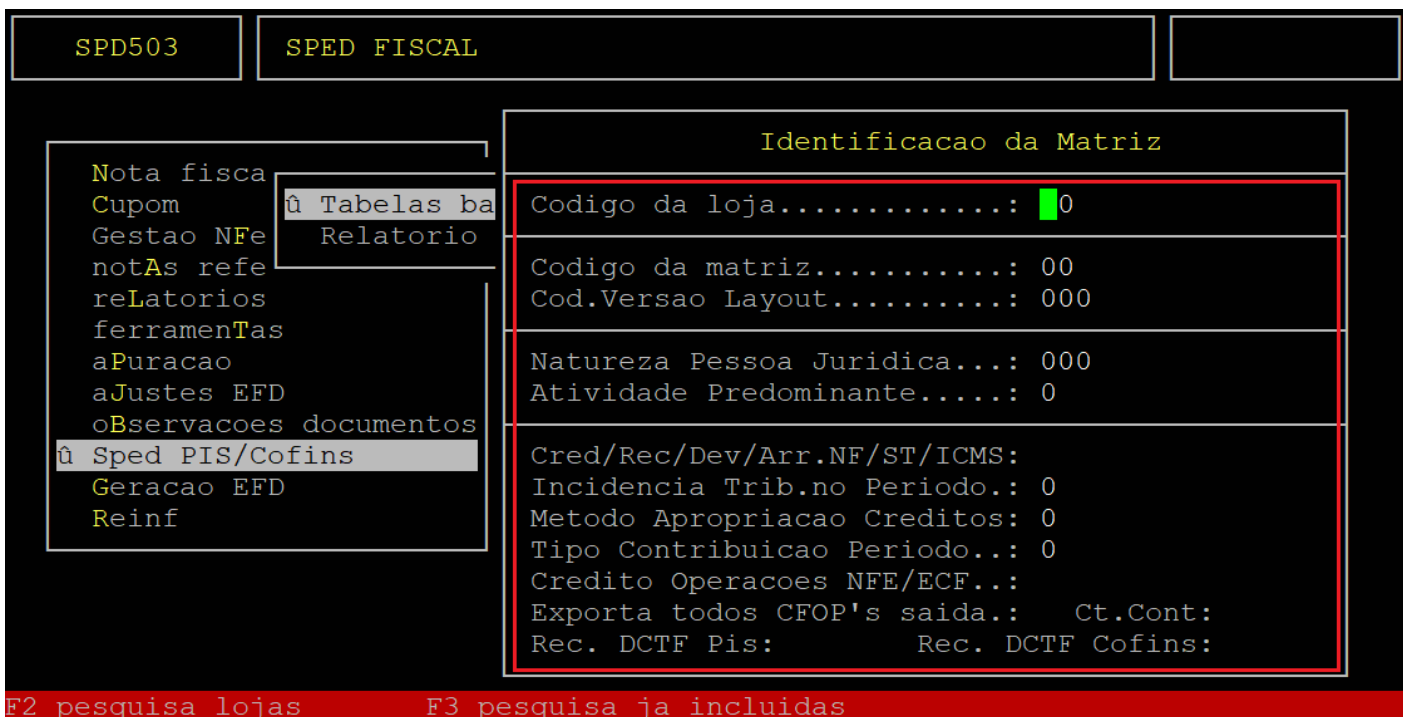 SPD503 SPED FISCAL
Identificacao da Matriz
Nota fisca
Cupom
Gestao NFe
notAs refe
reLatorios
ferramenTas
aPuracao
aJustes EFD
oBservacoes documentos
û Sped PIS/Cofins
Geracao EFD
Reinf
û Tabelas ba
Relatorio
Codigo da loja.............: 0
Codigo da matriz...........: 00
Cod.Versao Layout..........: 000
Natureza Pessoa Juridica...: 000
Atividade Predominante.....: 0
Cred/Rec/Dev/Arr.NF/ST/ICMS:
Incidencia Trib.no Periodo.: 0
Metodo Apropriacao Creditos: 0
Tipo Contribuicao Periodo..: 0
Credito Operacoes NFE/ECF..:
Exporta todos CFOP's saida.: Ct.Cont:
Rec. DCTF Pis: Rec. DCTF Cofins:
F2 pesquisa lojas F3 pesquisa ja incluidas